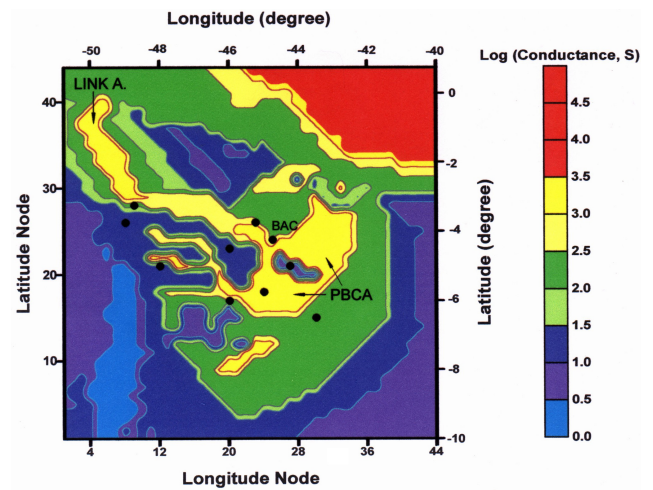 Longitude (degree)
-50 -48 -46 -44 -42 -40
Log (Conductance, S)
LINK A.
BAC
PBCA
40
30
20
10
Latitude Node
0
-2
-4
-6
-8
-10
Latitude (degree)
4.5
4.0
3.5
3.0
2.5
2.0
1.5
1.0
0.5
0.0
4 12 20 28 36 44
Longitude Node